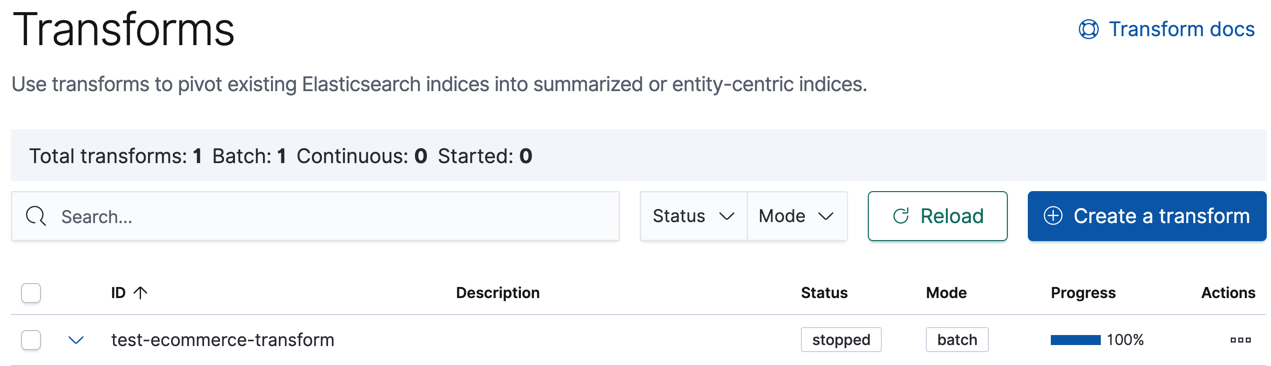 Transforms
Transform docs
Use transforms to pivot existing Elasticsearch indices into summarized or entity-centric indices.
Total transforms: 1 Batch: 1 Continuous: 0 Started: 0
Search... Status Mode Reload Create a transform
ID Description Status Mode Progress Actions
test-ecommerce-transform stopped batch 100%